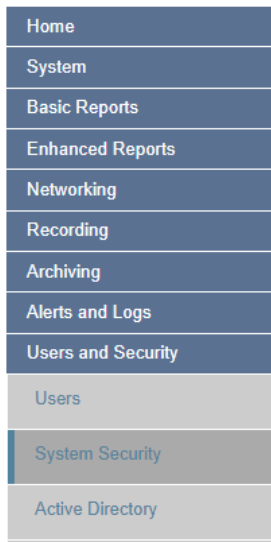 Home
System
Basic Reports
Enhanced Reports
Networking
Recording
Archiving
Alerts and Logs
Users and Security
Users
System Security
Active Directory